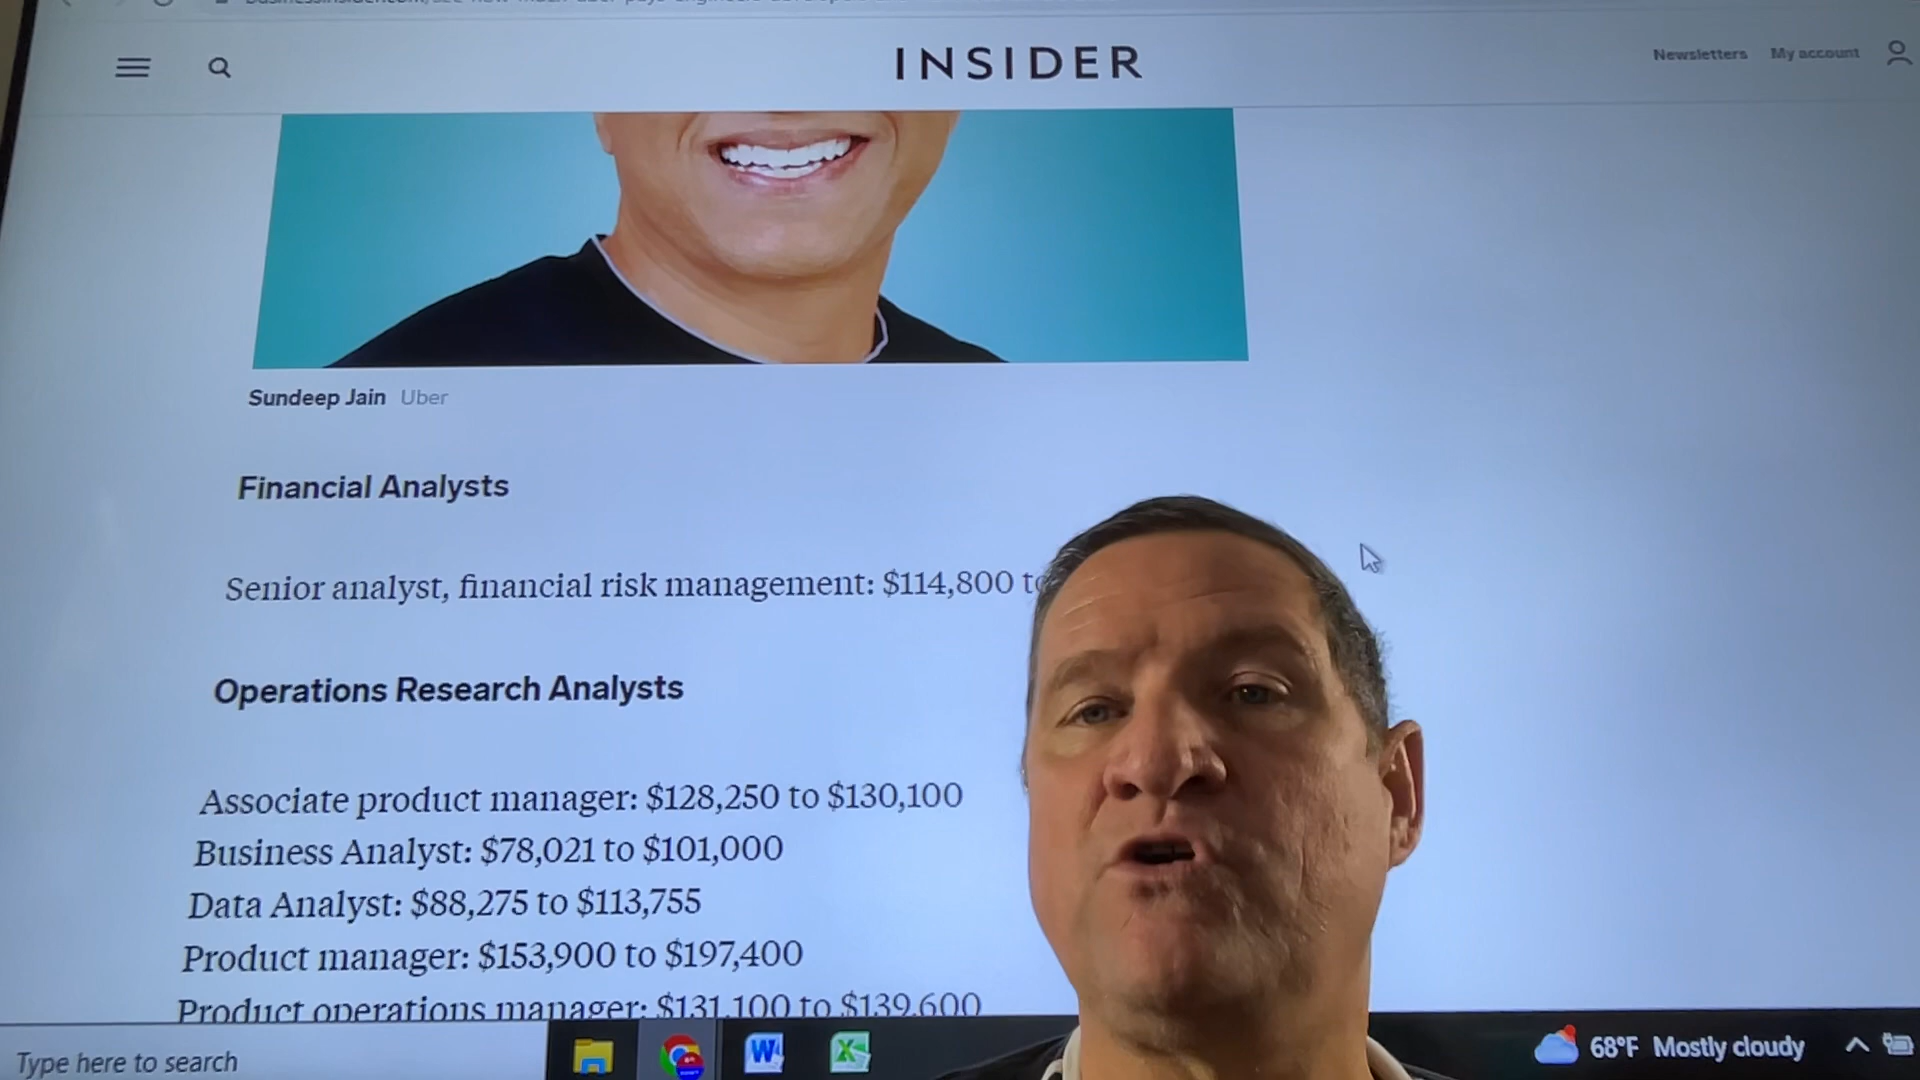 INSIDER
Newsletters My account
Sundeep Jain Uber
Financial Analysts
Senior analyst, financial risk management: $114,800 to
Operations Research Analysts
Associate product manager: $128,250 to $130,100
Business Analyst: $78,021 to $101,000
Data Analyst: $88,275 to $113,755
Product manager: $153,900 to $197,400
Product operations manager: $131,100 to $139,600
Type here to search
68°F Mostly cloudy